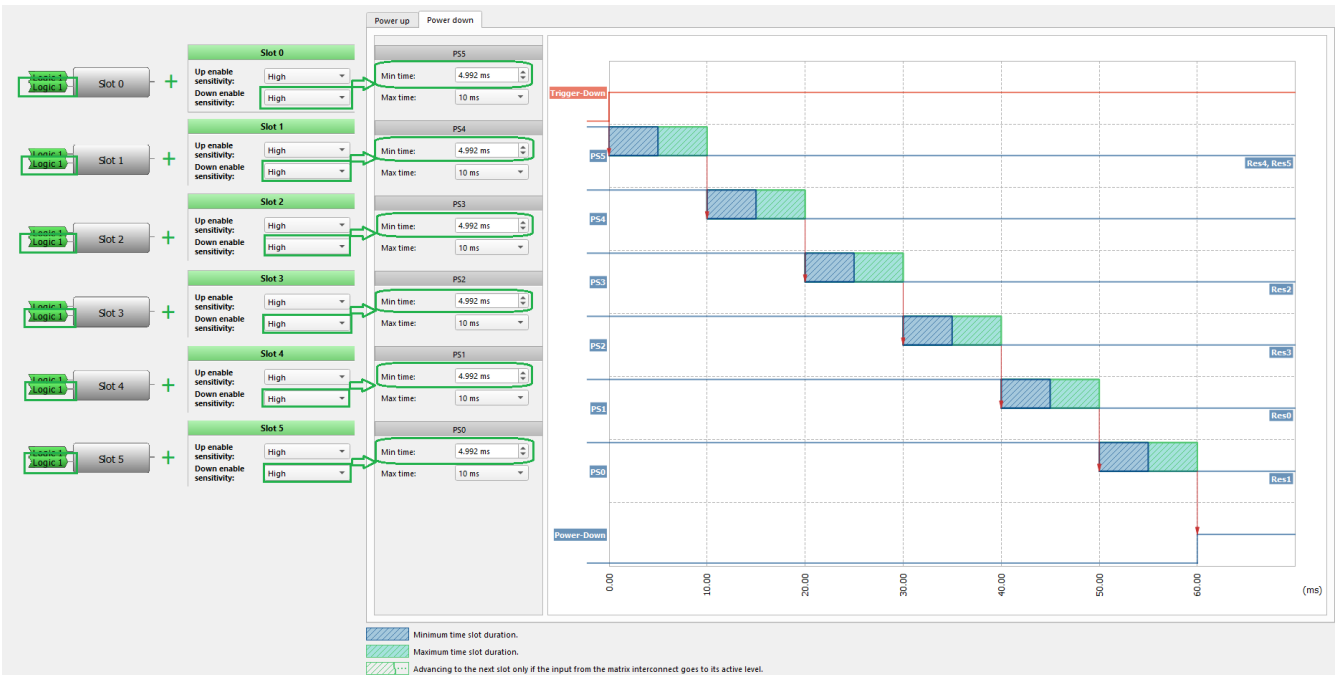 Power up
Power down
Slot 0
PS5
Logic 1
Logic 1
Slot 0
+
Up enable sensitivity:
High
Down enable sensitivity:
High
Min time:
4.992 ms
Max time:
10 ms
Slot 1
PS4
Logic 1
Logic 1
Slot 1
+
Up enable sensitivity:
High
Down enable sensitivity:
High
Min time:
4.992 ms
Max time:
10 ms
Slot 2
PS3
Logic 1
Logic 1
Slot 2
+
Up enable sensitivity:
High
Down enable sensitivity:
High
Min time:
4.992 ms
Max time:
10 ms
Slot 3
PS2
Logic 1
Logic 1
Slot 3
+
Up enable sensitivity:
High
Down enable sensitivity:
High
Min time:
4.992 ms
Max time:
10 ms
Slot 4
PS1
Logic 1
Logic 1
Slot 4
+
Up enable sensitivity:
High
Down enable sensitivity:
High
Min time:
4.992 ms
Max time:
10 ms
Slot 5
PS0
Logic 1
Logic 1
Slot 5
+
Up enable sensitivity:
High
Down enable sensitivity:
High
Min time:
4.992 ms
Max time:
10 ms
Trigger-Down
PS5
Res4, Res5
PS4
PS3
Res2
PS2
Res3
PS1
Res0
PS0
Res1
Power-Down
0.00
10.00
20.00
30.00
40.00
50.00
60.00
(ms)
Minimum time slot duration.
Maximum time slot duration.
Advancing to the next slot only if the input from the matrix interconnect goes to its active level.